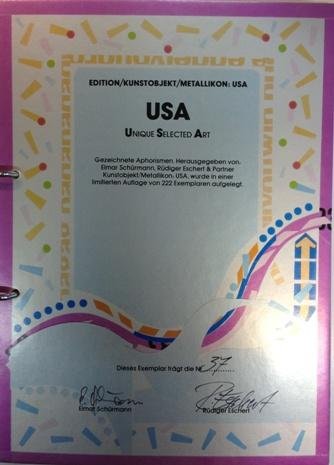 EDITION/KUNSTOBJEKT/METALLIKON: USA
USA
UNIQUE SELECTED ART
Gezeichnete Aphorismen. Herausgegeben von:
Elmar Schürmann, Rüdiger Eschert & Partner
Kunstobjekt/Metallikon: USA, wurde in einer
limitierten Auflage von 222 Exemplaren aufgelegt.
Dieses Exemplar trägt die Nr. 37
Elmar Schürmann
Rüdiger Eschert